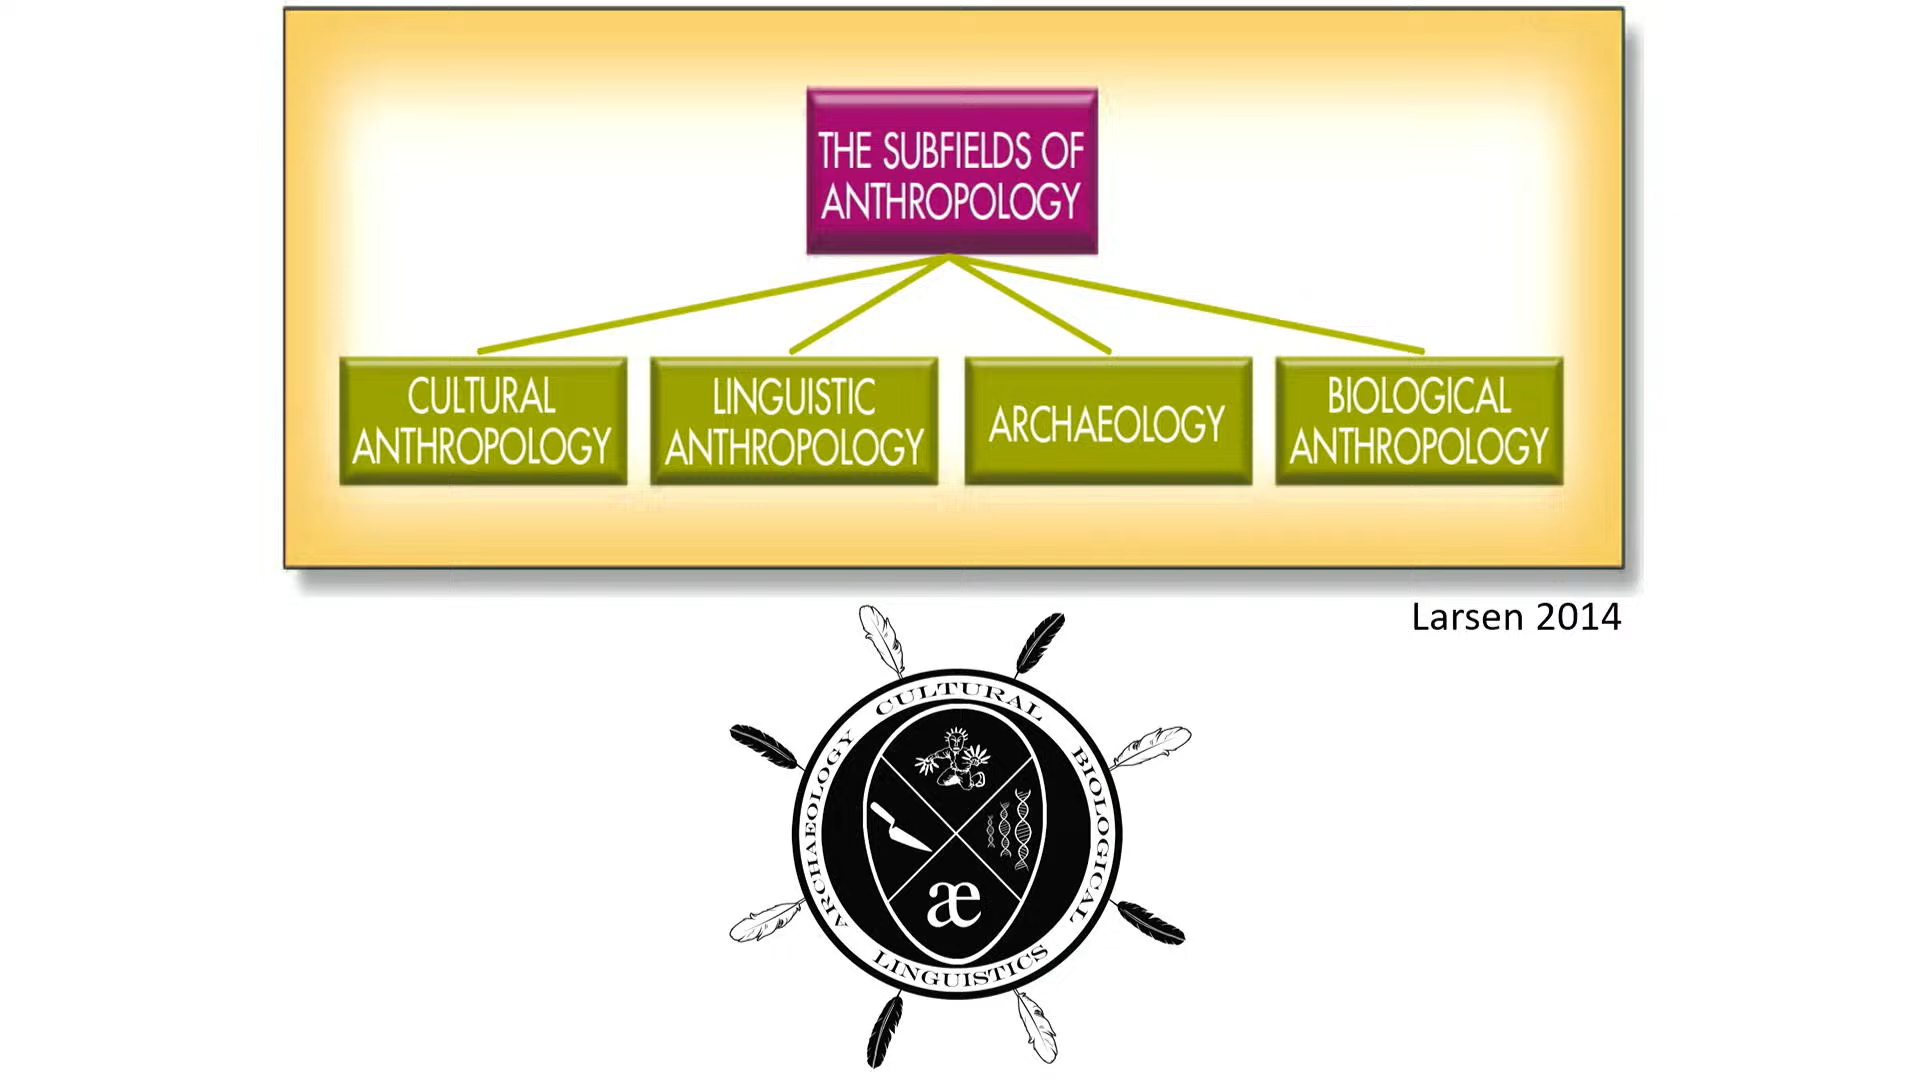 THE SUBFIELDS OF
ANTHROPOLOGY
CULTURAL
ANTHROPOLOGY
LINGUISTIC
ANTHROPOLOGY
ARCHAEOLOGY
BIOLOGICAL
ANTHROPOLOGY
Larsen 2014
CULTURAL
BIOLOGICAL
LINGUISTICS
ARCHAEOLOGY
æ